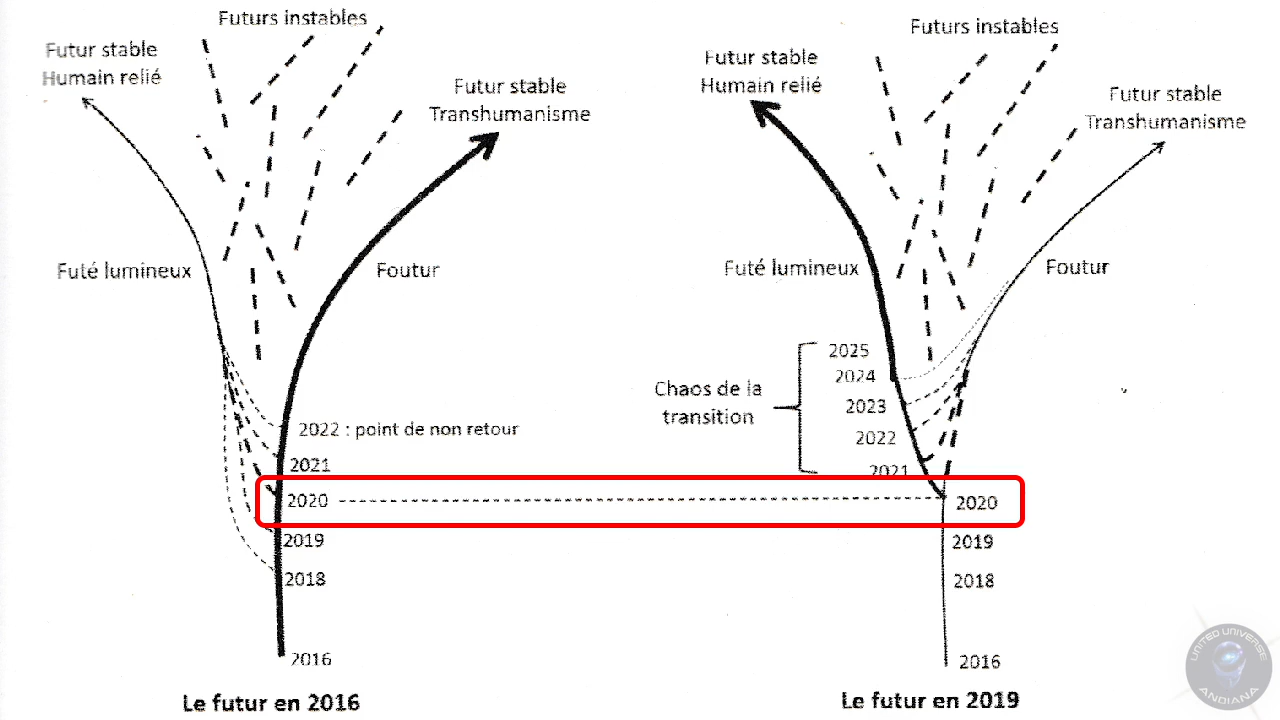 Futurs instables
Futur stable
Humain relié
Futur stable
Transhumanisme
Futé lumineux
Foutur
2022 : point de non retour
2021
2020
2019
2018
2016
Le futur en 2016
Futurs instables
Futur stable
Humain relié
Futur stable
Transhumanisme
Futé lumineux
Foutur
Chaos de la
transition
2025
2024
2023
2022
2021
2020
2019
2018
2016
Le futur en 2019
UNITED UNIVERSE
ANDIANA